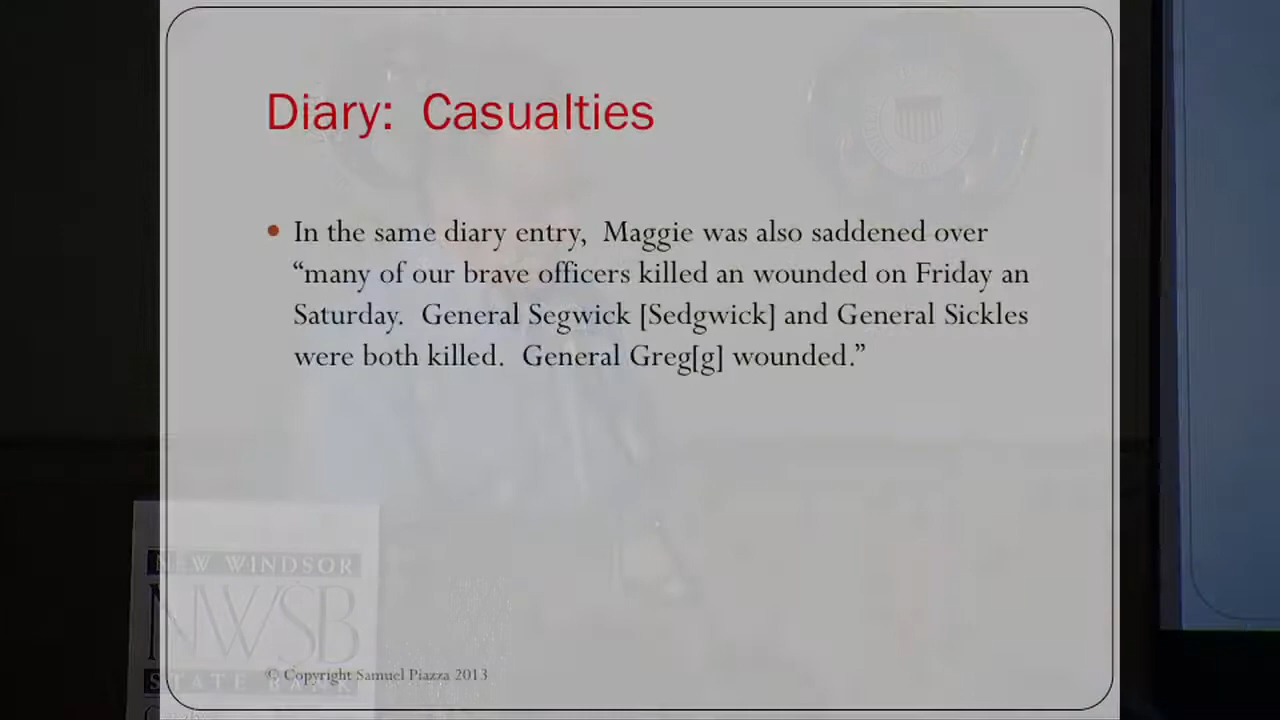 Diary: Casualties
• In the same diary entry, Maggie was also saddened over
“many of our brave officers killed an wounded on Friday an
Saturday. General Segwick [Sedgwick] and General Sickles
were both killed. General Greg[g] wounded.”
NEW WINDSOR
NWSB
STATE BANK
© Copyright Samuel Piazza 2013